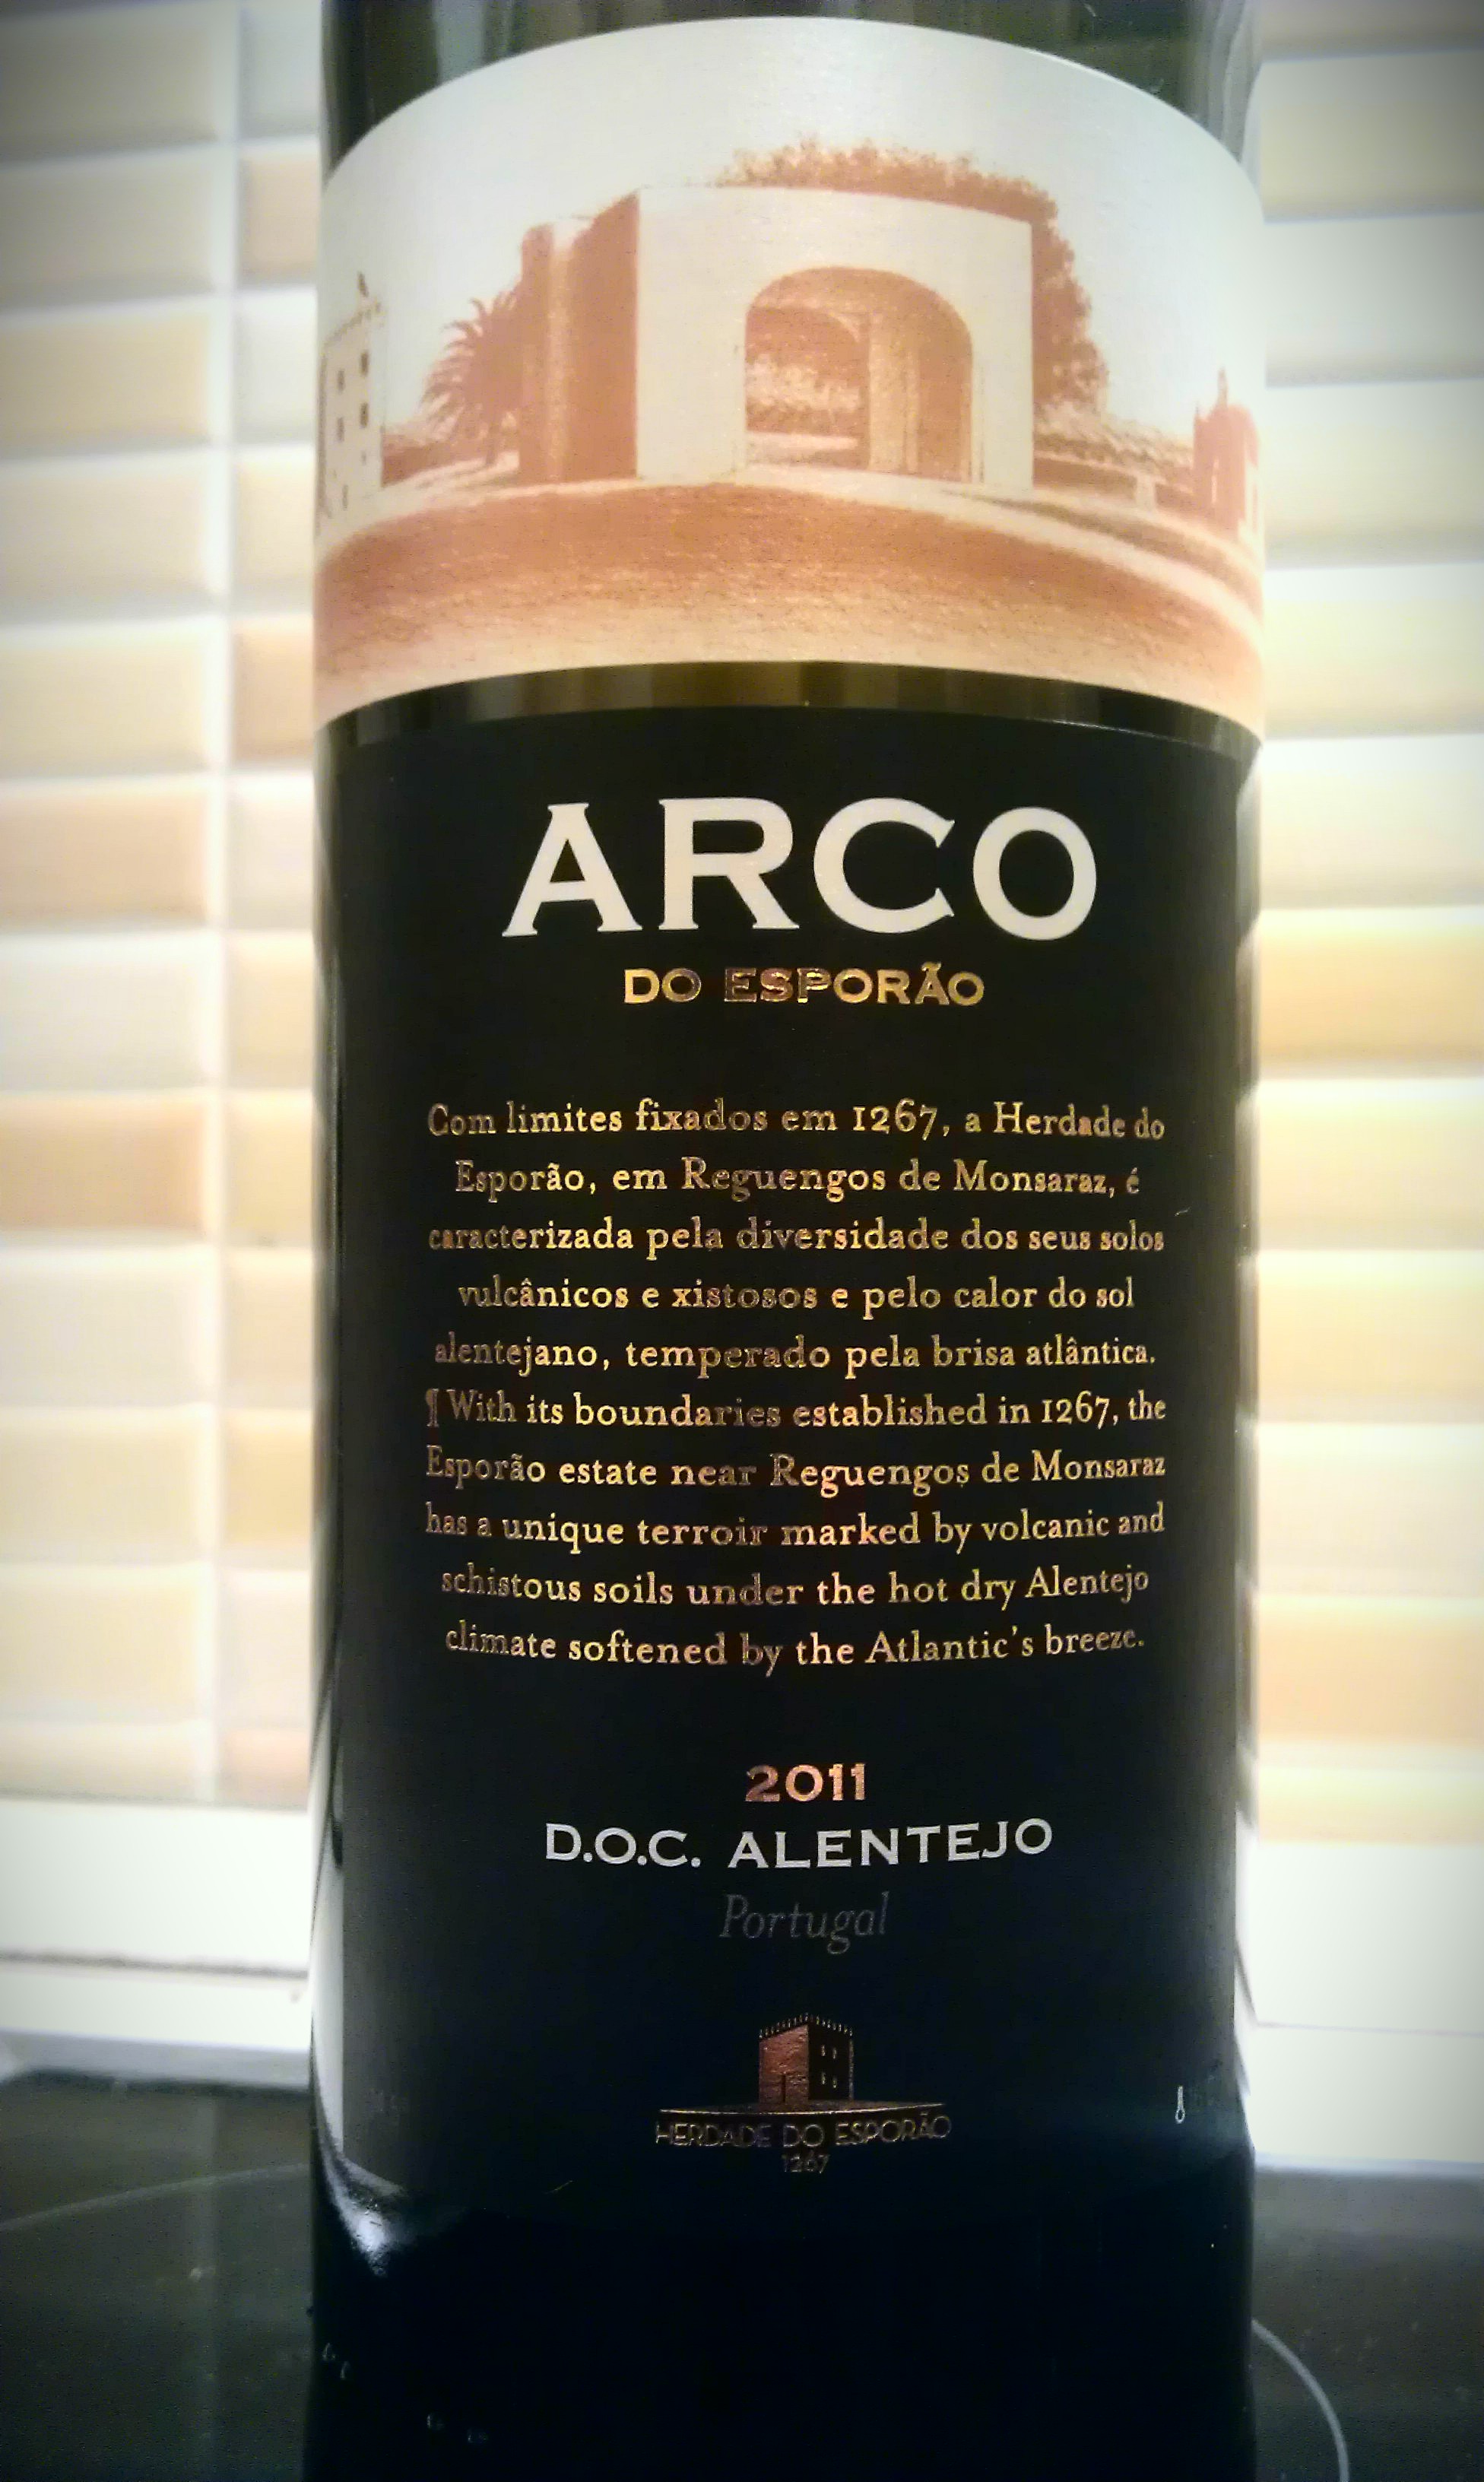 ARCO
DO ESPORÃO
Com limites fixados em 1267, a Herdade do
Esporão, em Reguengos de Monsaraz, é
caracterizada pela diversidade dos seus solos
vulcânicos e xistosos e pelo calor do sol
alentejano, temperado pela brisa atlântica.
¶ With its boundaries established in 1267, the
Esporão estate near Reguengos de Monsaraz
has a unique terroir marked by volcanic and
schistous soils under the hot dry Alentejo
climate softened by the Atlantic's breeze.
2011
D.O.C. ALENTEJO
Portugal
HERDADE DO ESPORÃO
1267